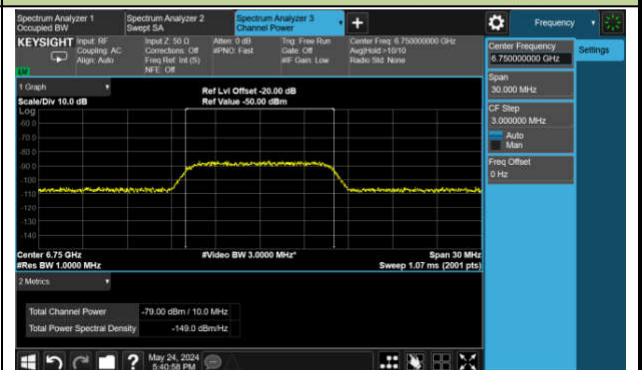 Spectrum Analyzer 1
Occupied BW
Spectrum Analyzer 2
Swept SA
Spectrum Analyzer 3
Channel Power
Frequency
KEYSIGHT
Input: RF
Coupling: AC
Align: Auto
Input Z: 50 Ω
Corrections: Off
Freq Ref: Int (S)
NFE: Off
Atten: 0 dB
#PNO: Fast
Trig: Free Run
Gate: Off
#IF Gain: Low
Center Freq: 6.750000000 GHz
Avg|Hold:>10/10
Radio Std: None
Center Frequency
6.750000000 GHz
Settings
Span
30.000 MHz
CF Step
3.000000 MHz
Auto
Man
Freq Offset
0 Hz
1 Graph
Scale/Div 10.0 dB
Ref Lvl Offset -20.00 dB
Ref Value -50.00 dBm
Log
-60.0
-70.0
-80.0
-90.0
-100
-110
-120
-130
-140
Center 6.75 GHz
#Res BW 1.0000 MHz
#Video BW 3.0000 MHz*
Span 30 MHz
Sweep 1.07 ms (2001 pts)
2 Metrics
Total Channel Power
-79.00 dBm / 10.0 MHz
Total Power Spectral Density
-149.0 dBm/Hz
?
May 24, 2024
5:40:58 PM